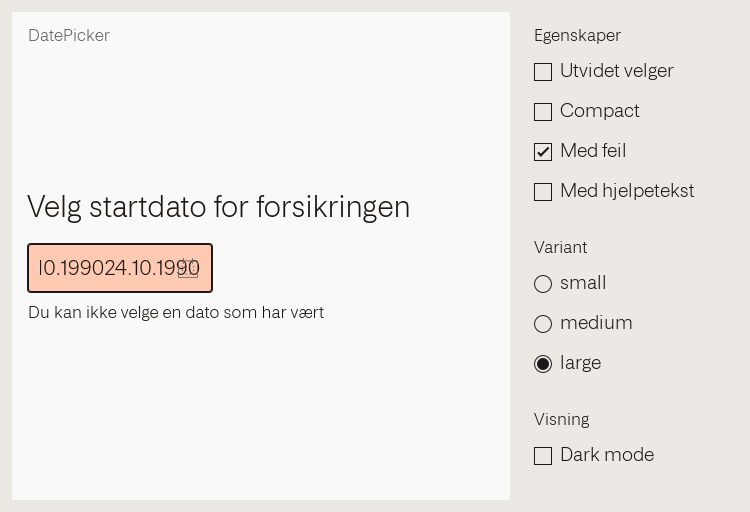 DatePicker
Velg startdato for forsikringen
10.199024.10.1990
Du kan ikke velge en dato som har vært
Egenskaper
Utvidet velger
Compact
Med feil
Med hjelpetekst
Variant
small
medium
large
Visning
Dark mode